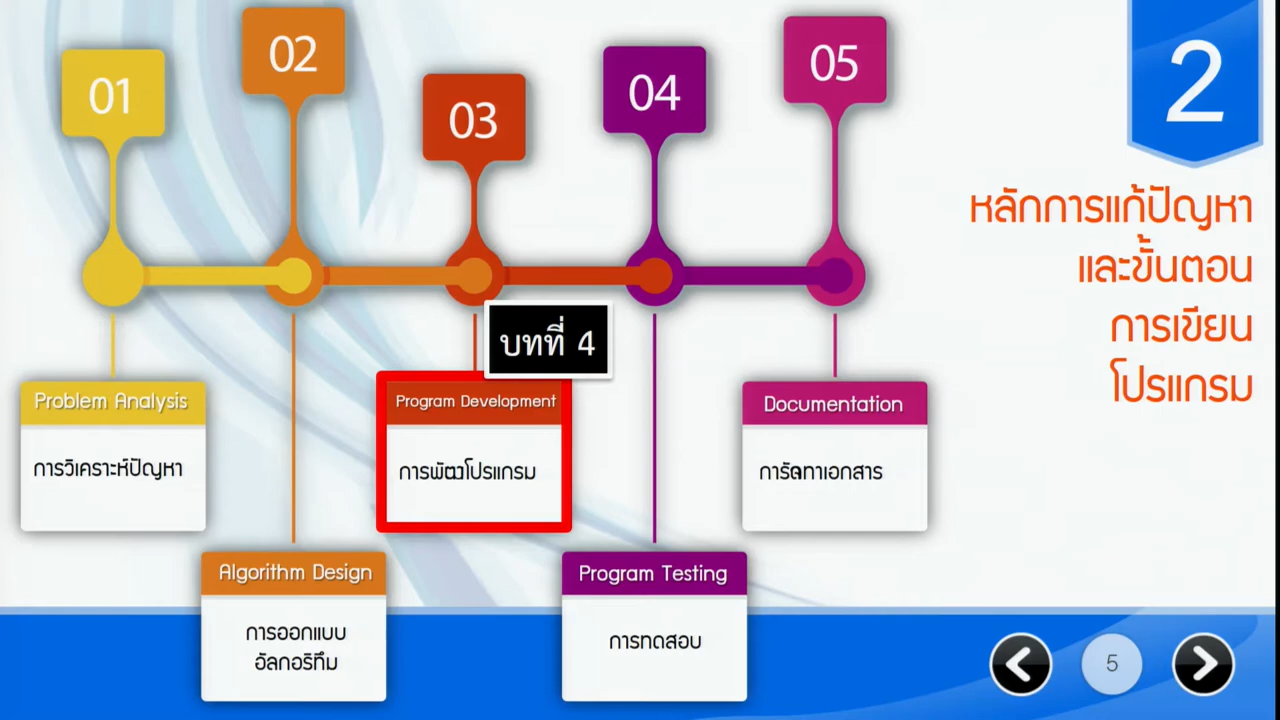 01
02
03
04
05
2
หลักการแก้ปัญหา
และขั้นตอน
การเขียน
โปรแกรม
บทที่ 4
Problem Analysis
การวิเคราะห์ปัญหา
Program Development
การพัฒนาโปรแกรม
Documentation
การจัดทำเอกสาร
Algorithm Design
การออกแบบ
อัลกอริทึม
Program Testing
การทดสอบ
5